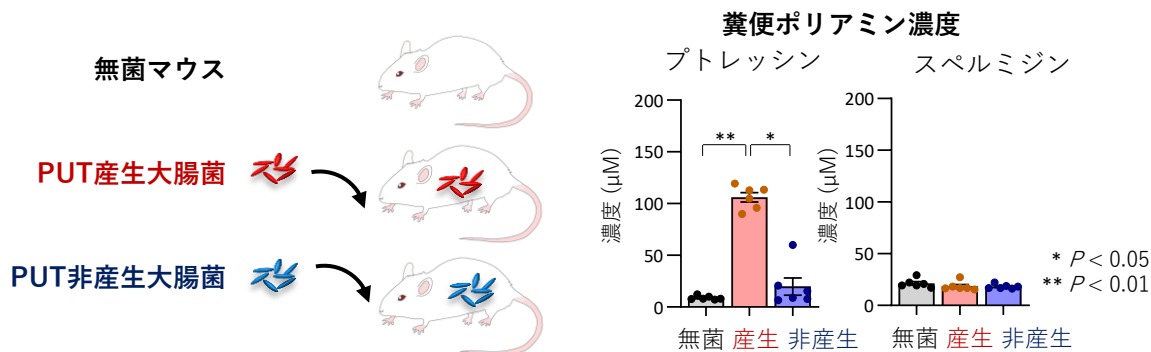 無菌マウス
PUT産生大腸菌
PUT非産生大腸菌
糞便ポリアミン濃度
プトレッシン
濃度 (μM)
200
150
100
50
0
** *
無菌 産生 非産生
スペルミジン
濃度 (μM)
200
150
100
50
0
無菌 産生 非産生
* P < 0.05
** P < 0.01